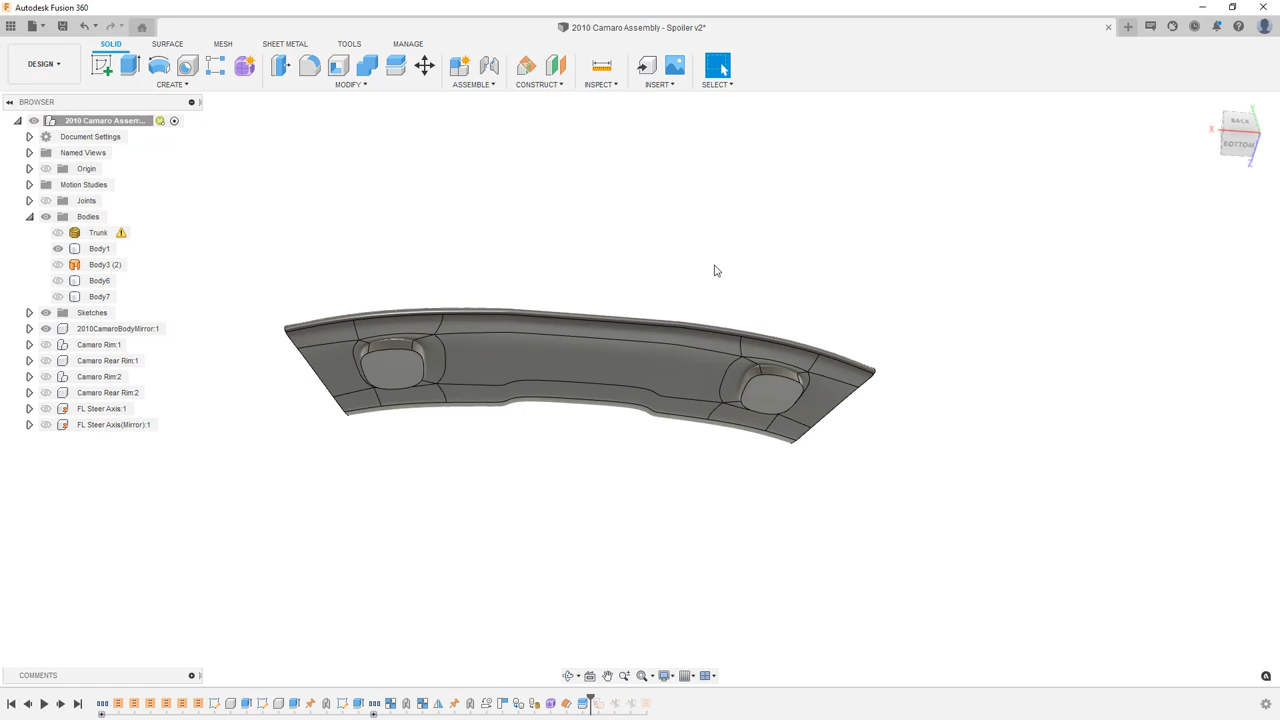 Autodesk Fusion 360
2010 Camaro Assembly - Spoiler v2*
DESIGN
SOLID SURFACE MESH SHEET METAL TOOLS MANAGE
CREATE MODIFY ASSEMBLE CONSTRUCT INSPECT INSERT SELECT
BROWSER
2010 Camaro Assem...
Document Settings
Named Views
Origin
Motion Studies
Joints
Bodies
Trunk
Body1
Body3 (2)
Body6
Body7
Sketches
2010CamaroBodyMirror:1
Camaro Rim:1
Camaro Rear Rim:1
Camaro Rim:2
Camaro Rear Rim:2
FL Steer Axis:1
FL Steer Axis(Mirror):1
BACK
BOTTOM
X
Y
Z
COMMENTS